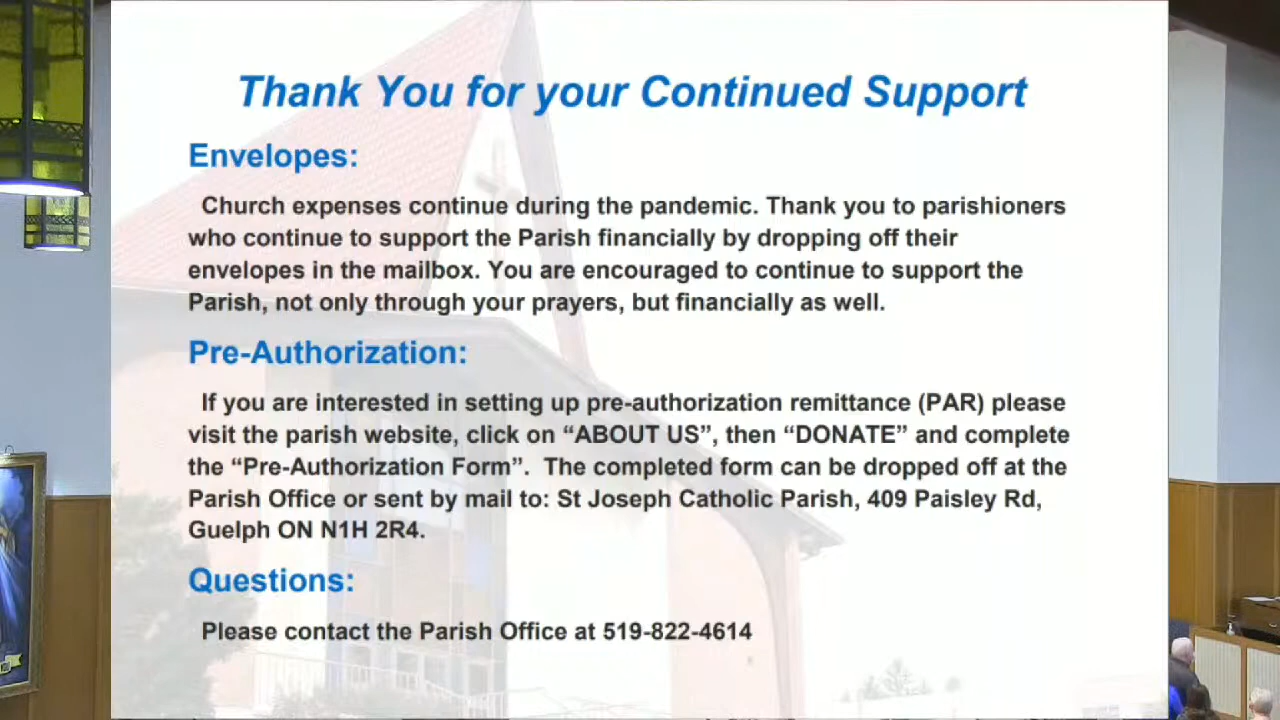 Thank You for your Continued Support
Envelopes:
Church expenses continue during the pandemic. Thank you to parishioners
who continue to support the Parish financially by dropping off their
envelopes in the mailbox. You are encouraged to continue to support the
Parish, not only through your prayers, but financially as well.
Pre-Authorization:
If you are interested in setting up pre-authorization remittance (PAR) please
visit the parish website, click on “ABOUT US”, then “DONATE” and complete
the “Pre-Authorization Form”.  The completed form can be dropped off at the
Parish Office or sent by mail to: St Joseph Catholic Parish, 409 Paisley Rd,
Guelph ON N1H 2R4.
Questions:
Please contact the Parish Office at 519-822-4614